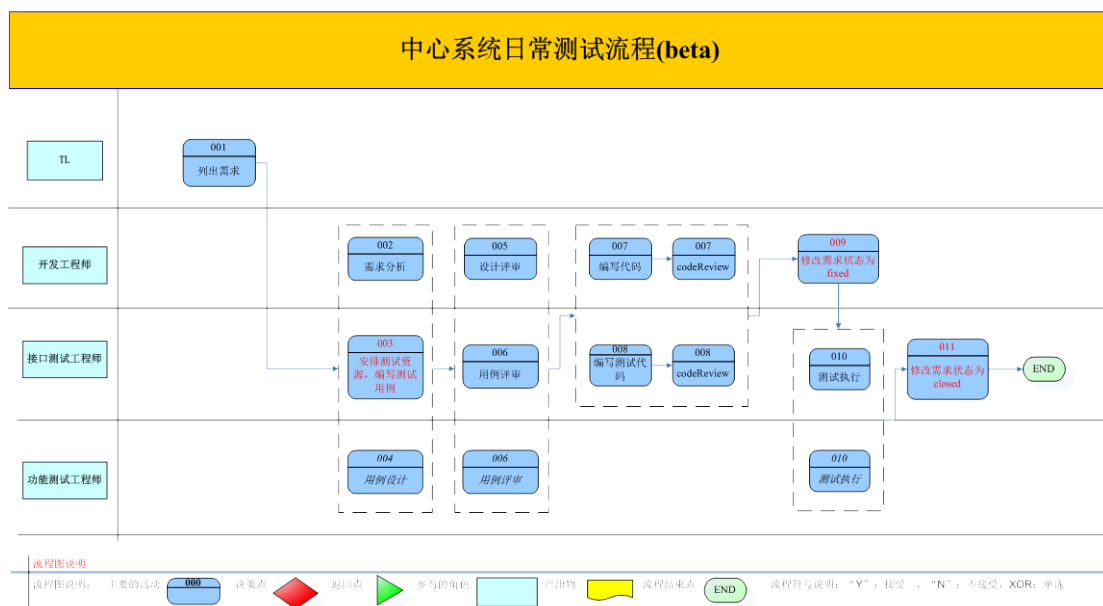 中心系统日常测试流程(beta)
TL
001
列出需求
开发工程师
002
需求分析
005
设计评审
007
编写代码
007
codeReview
009
修改需求状态为
fixed
接口测试工程师
003
安排测试资
源，编写测试
用例
006
用例评审
008
编写测试代
码
008
codeReview
010
测试执行
011
修改需求状态为
closed
END
功能测试工程师
004
用例设计
006
用例评审
010
测试执行
流程图说明
流程图说明： 主要的活动 000 决策点 返回点 参与的角色 产出物 流程结束点 END 流程符号说明：“Y”：接受 ，“N”：不接受，XOR：单选